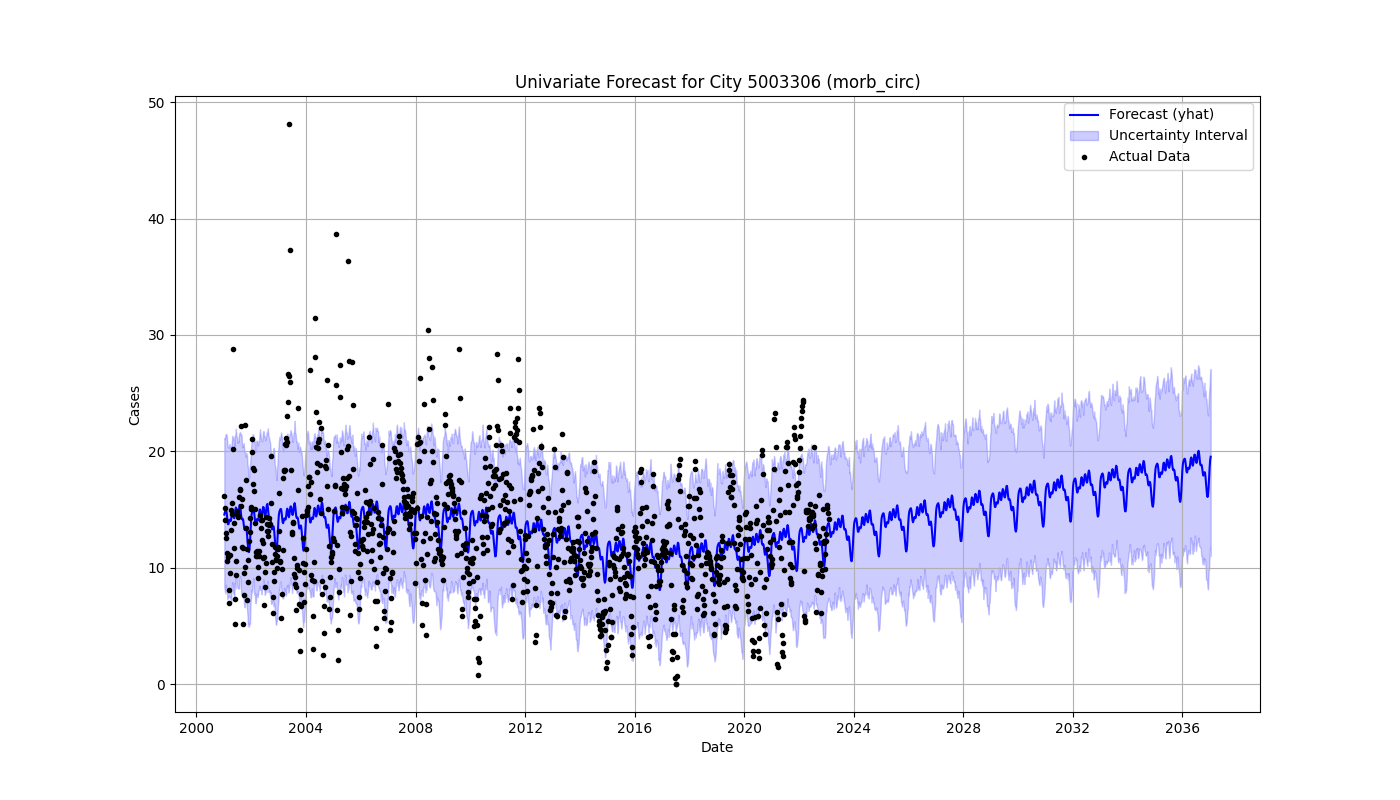 Univariate Forecast for City 5003306 (morb_circ)
Forecast (yhat)
Uncertainty Interval
Actual Data
Cases
50
40
30
20
10
0
2000 2004 2008 2012 2016 2020 2024 2028 2032 2036
Date